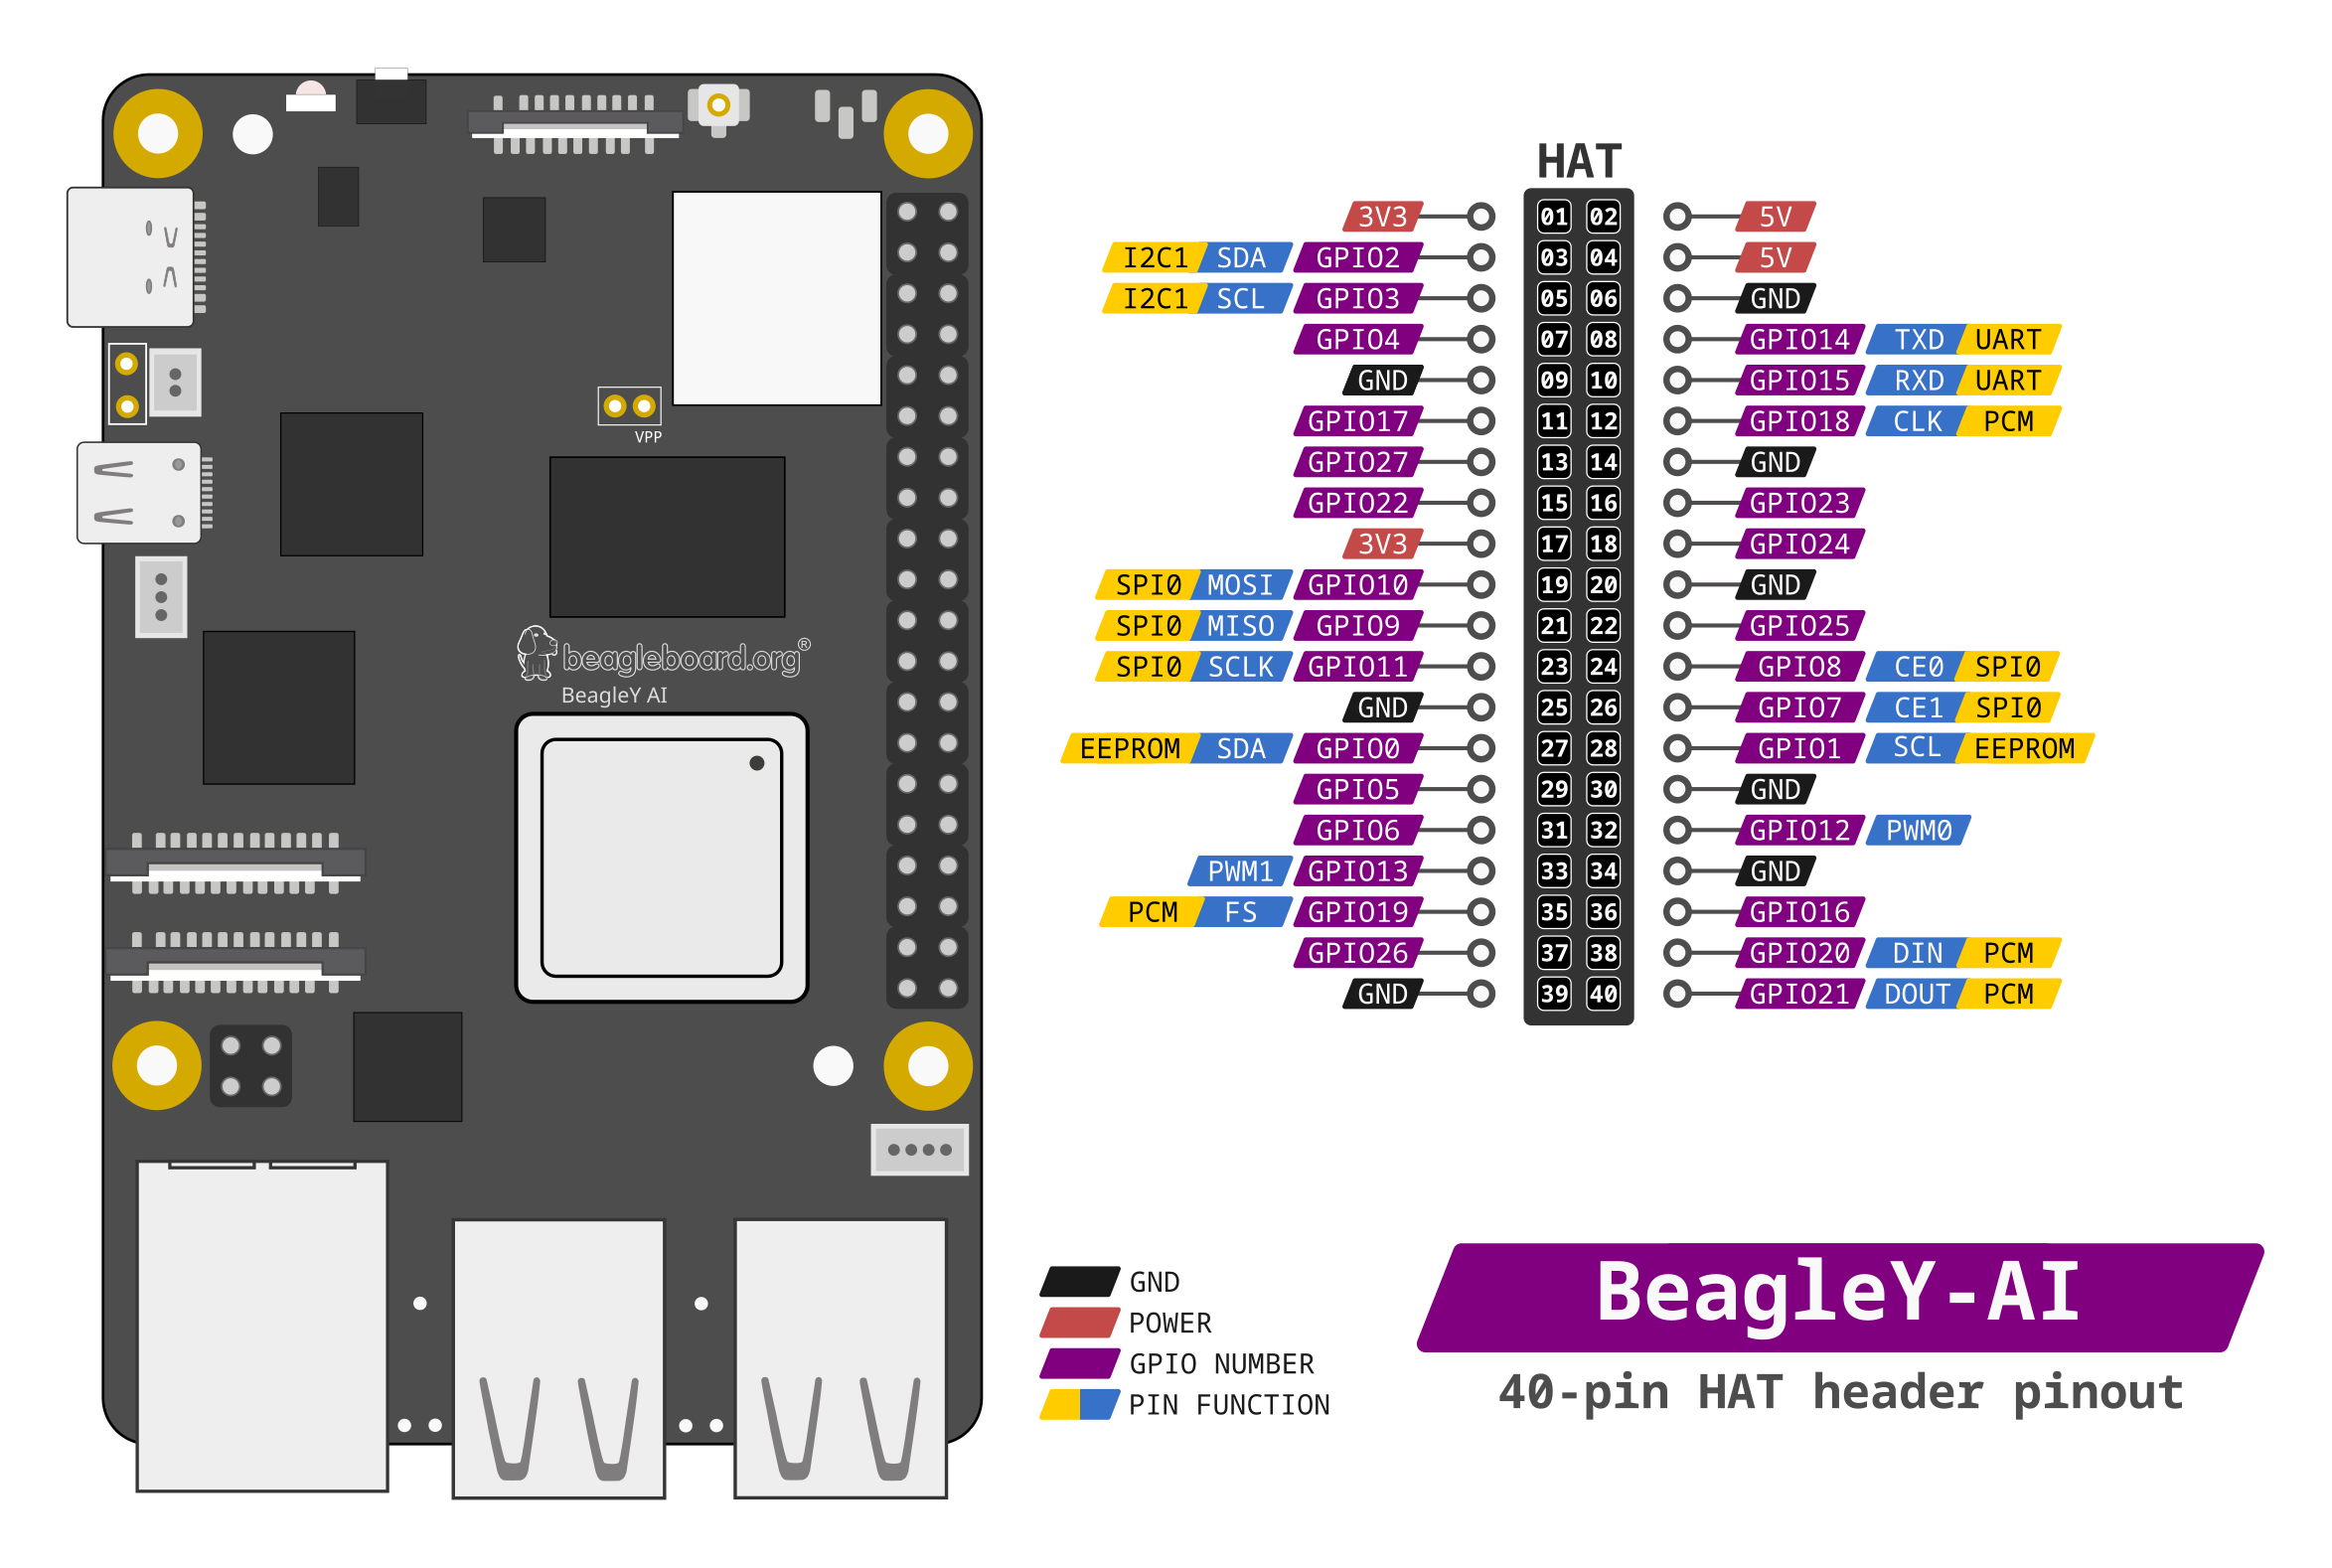 HAT
3V3 01 02 5V
I2C1 SDA GPIO2 03 04 5V
I2C1 SCL GPIO3 05 06 GND
GPIO4 07 08 GPIO14 TXD UART
GND 09 10 GPIO15 RXD UART
GPIO17 11 12 GPIO18 CLK PCM
GPIO27 13 14 GND
GPIO22 15 16 GPIO23
3V3 17 18 GPIO24
SPI0 MOSI GPIO10 19 20 GND
SPI0 MISO GPIO9 21 22 GPIO25
SPI0 SCLK GPIO11 23 24 GPIO8 CE0 SPI0
GND 25 26 GPIO7 CE1 SPI0
EEPROM SDA GPIO0 27 28 GPIO1 SCL EEPROM
GPIO5 29 30 GND
GPIO6 31 32 GPIO12 PWM0
PWM1 GPIO13 33 34 GND
PCM FS GPIO19 35 36 GPIO16
GPIO26 37 38 GPIO20 DIN PCM
GND 39 40 GPIO21 DOUT PCM
VPP
beagleboard.org®
BeagleY AI
GND
POWER
GPIO NUMBER
PIN FUNCTION
BeagleY-AI
40-pin HAT header pinout